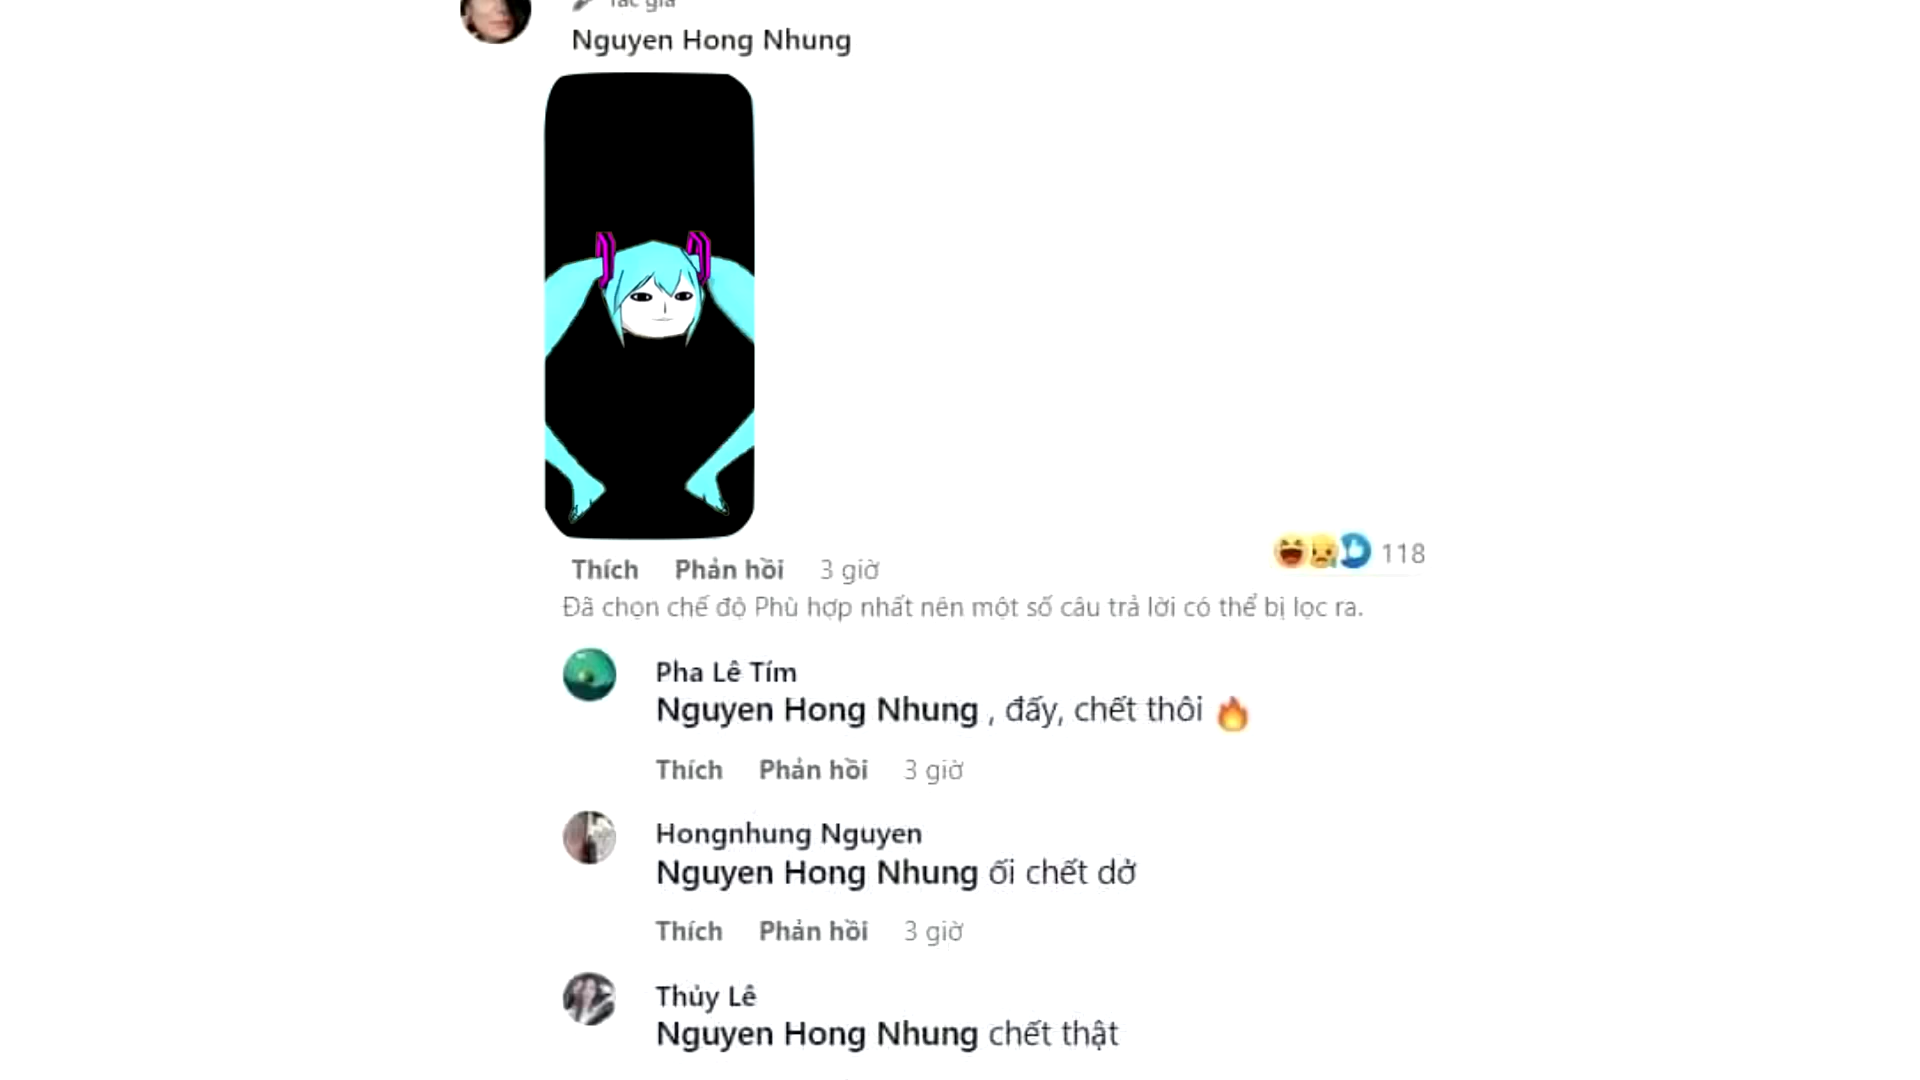 Tác giả
Nguyen Hong Nhung
Thích Phản hồi 3 giờ
118
Đã chọn chế độ Phù hợp nhất nên một số câu trả lời có thể bị lọc ra.
Pha Lê Tím
Nguyen Hong Nhung , đấy, chết thôi 🔥
Thích Phản hồi 3 giờ
Hongnhung Nguyen
Nguyen Hong Nhung ối chết dở
Thích Phản hồi 3 giờ
Thủy Lê
Nguyen Hong Nhung chết thật